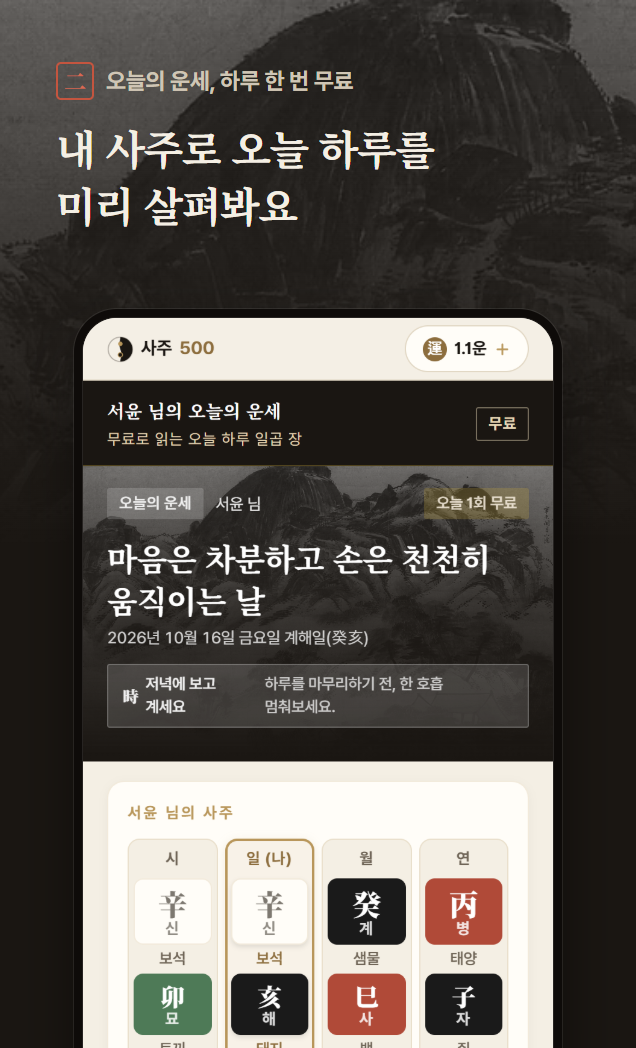 二 오늘의 운세, 하루 한 번 무료
내 사주로 오늘 하루를
미리 살펴봐요
사주 500
運 1.1운 +
서윤 님의 오늘의 운세
무료로 읽는 오늘 하루 일곱 장
무료
오늘의 운세 서윤 님 오늘 1회 무료
마음은 차분하고 손은 천천히
움직이는 날
2026년 10월 16일 금요일 계해일(癸亥)
時 저녁에 보고 계세요
하루를 마무리하기 전, 한 호흡
멈춰보세요.
서윤 님의 사주
시 일 (나) 월 연
辛 辛 癸 丙
신 신 계 병
보석 보석 샘물 태양
卯 亥 巳 子
묘 해 사 자